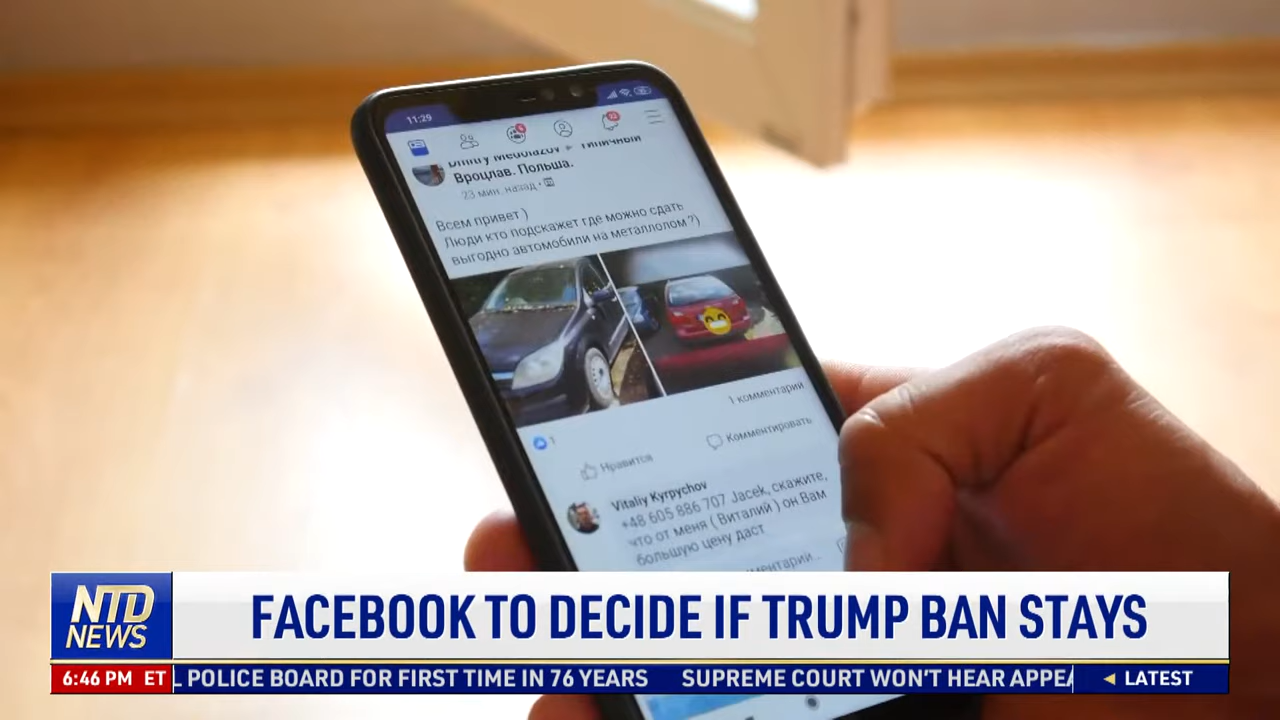 11:29
Вроцлав. Польша.
23 мин. назад
Всем привет )
Люди кто подскажет где можно сдать
выгодно автомобили на металлолом ?)
1 комментарий
1
Нравится
Комментировать
Vitaliy Kyrpychov
+48 605 886 707 Jacek, скажите,
что от меня ( Виталий ) он Вам
большую цену даст
NTD
NEWS
FACEBOOK TO DECIDE IF TRUMP BAN STAYS
6:46 PM ET
L POLICE BOARD FOR FIRST TIME IN 76 YEARS SUPREME COURT WON'T HEAR APPEA
◄ LATEST